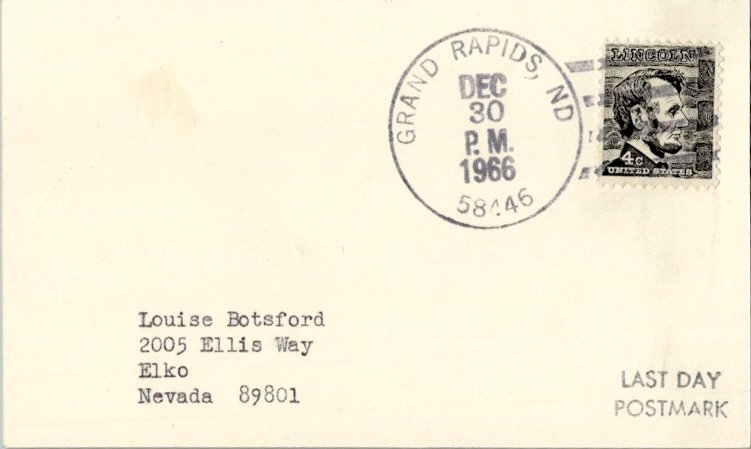 GRAND RAPIDS, ND
DEC
30
P. M.
1966
58446
LINCOLN
4c
UNITED STATES
Louise Botsford
2005 Ellis Way
Elko
Nevada 89801
LAST DAY
POSTMARK